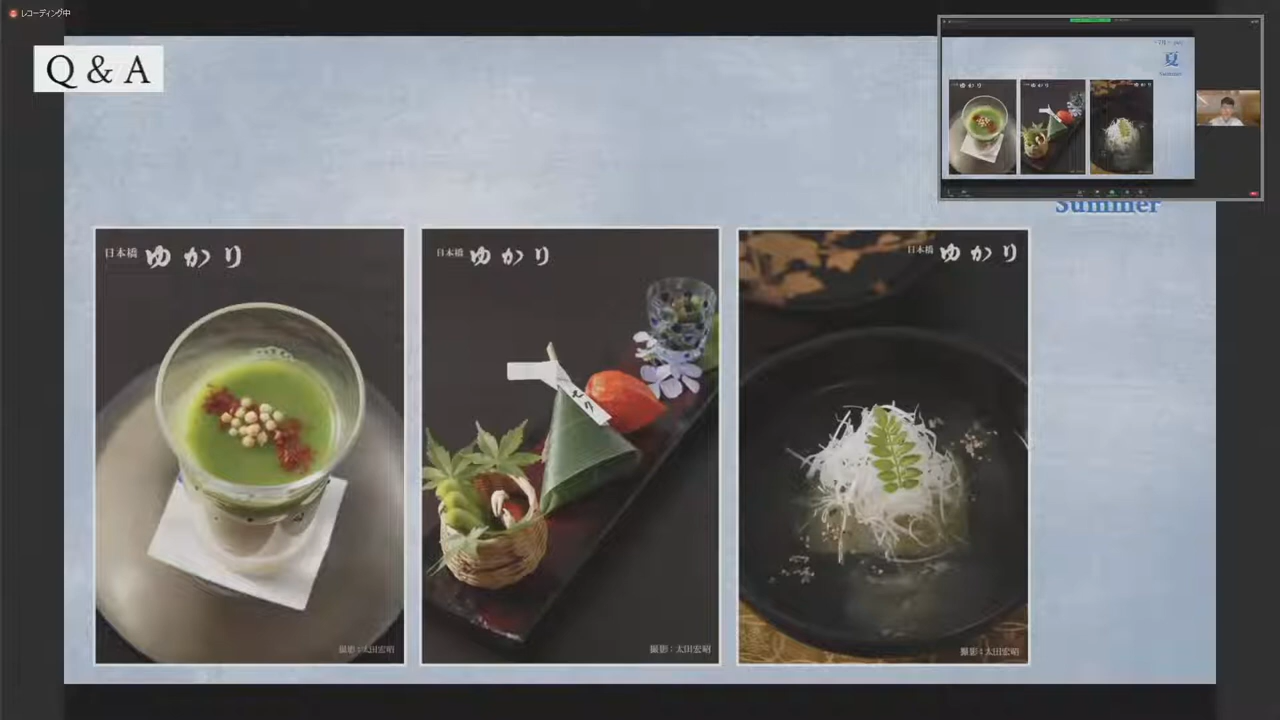 レコーディング中
Q & A
夏
Summer
日本橋 ゆかり
日本橋 ゆかり
日本橋 ゆかり
撮影:太田宏昭
撮影:太田宏昭
撮影:太田宏昭